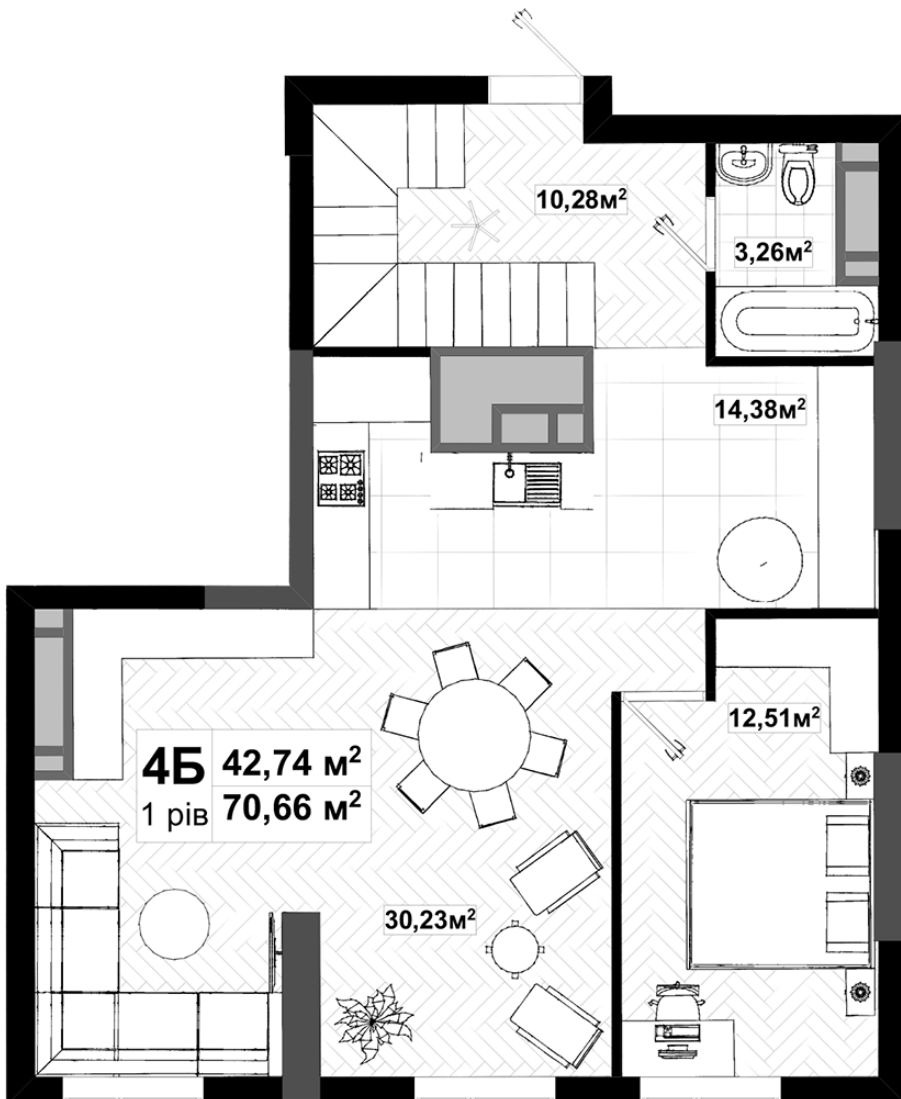 10,28м²
3,26м²
14,38м²
12,51м²
4Б 42,74 м²
1 рів 70,66 м²
30,23м²